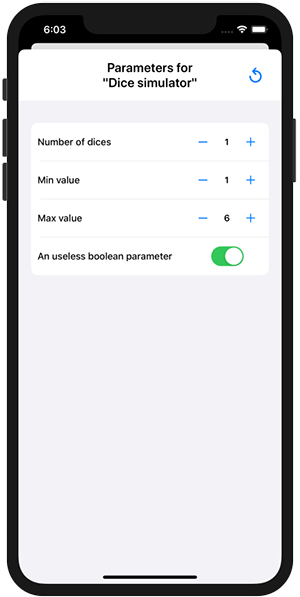 6:03
Parameters for
"Dice simulator"
Number of dices 1
Min value 1
Max value 6
An useless boolean parameter